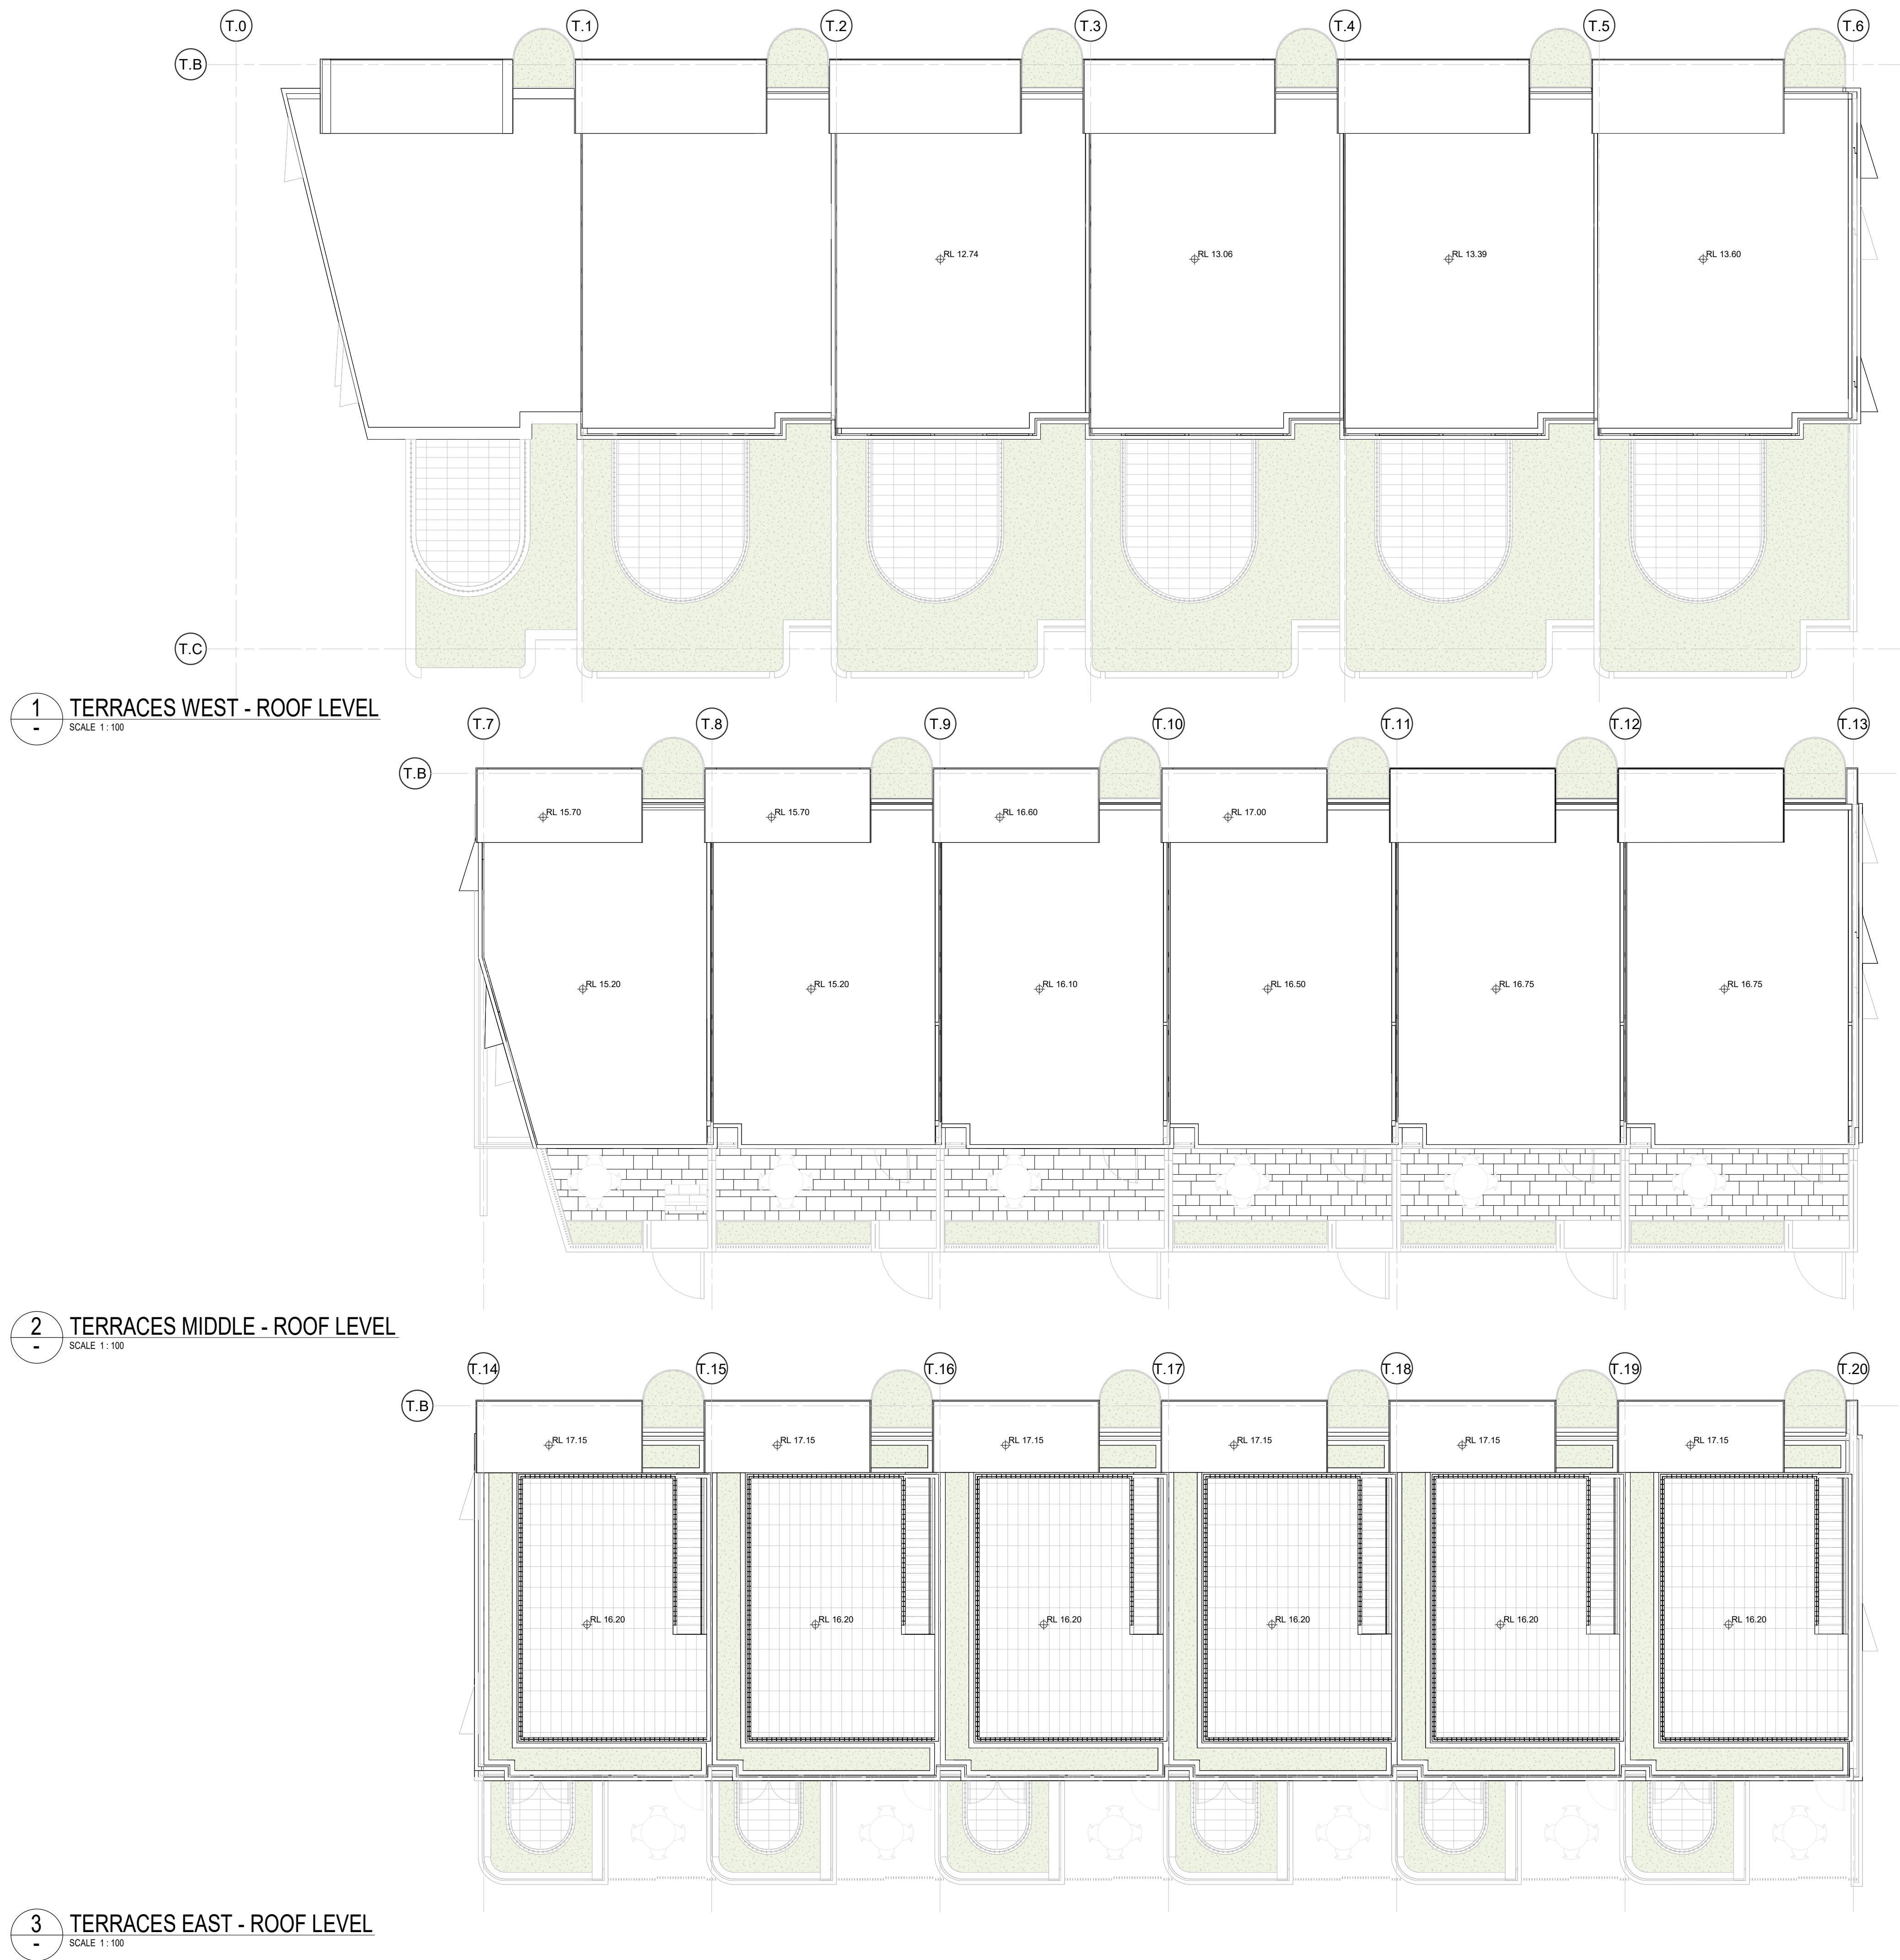 T.0 T.1 T.2 T.3 T.4 T.5 T.6
T.B
RL 12.74 RL 13.06 RL 13.39 RL 13.60
T.C
1 TERRACES WEST - ROOF LEVEL
- SCALE 1 : 100
T.7 T.8 T.9 T.10 T.11 T.12 T.13
T.B
RL 15.70 RL 15.70 RL 16.60 RL 17.00
RL 15.20 RL 15.20 RL 16.10 RL 16.50 RL 16.75 RL 16.75
2 TERRACES MIDDLE - ROOF LEVEL
- SCALE 1 : 100
T.14 T.15 T.16 T.17 T.18 T.19 T.20
T.B
RL 17.15 RL 17.15 RL 17.15 RL 17.15 RL 17.15 RL 17.15
RL 16.20 RL 16.20 RL 16.20 RL 16.20 RL 16.20 RL 16.20
3 TERRACES EAST - ROOF LEVEL
- SCALE 1 : 100